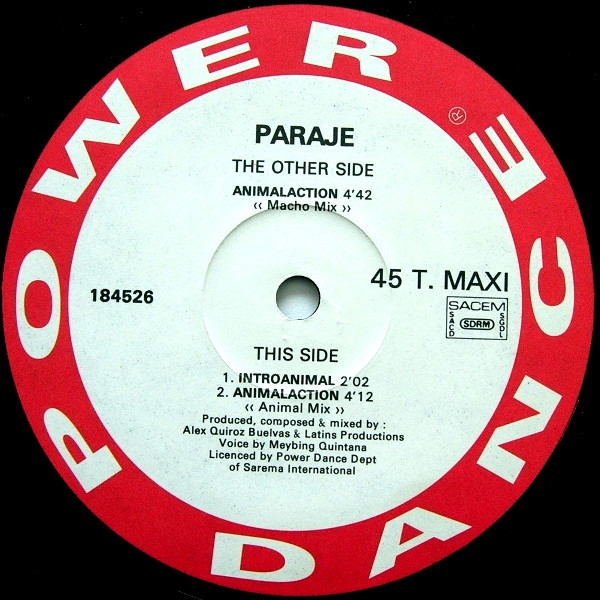 POWER DANCE ®
PARAJE
THE OTHER SIDE
ANIMALACTION 4'42
‹‹ Macho Mix ››
184526
45 T. MAXI
SACEM
SACD SDRM SGDL
THIS SIDE
1. INTROANIMAL 2'02
2. ANIMALACTION 4'12
‹‹ Animal Mix ››
Produced, composed & mixed by :
Alex Quiroz Buelvas & Latins Productions
Voice by Meybing Quintana
Licenced by Power Dance Dept
of Sarema International